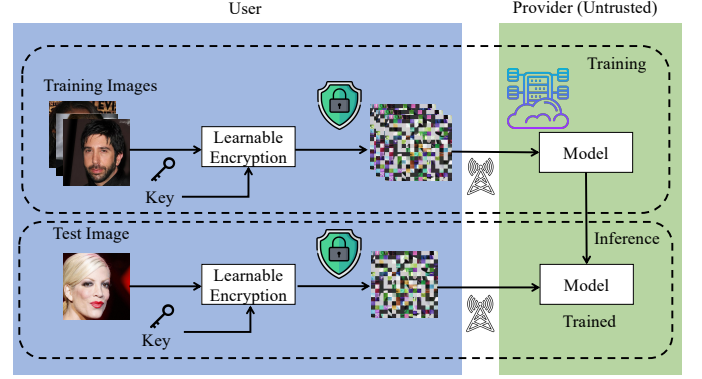 User
Provider (Untrusted)
Training
Training Images
Learnable
Encryption
Key
Model
Inference
Test Image
Learnable
Encryption
Key
Model
Trained